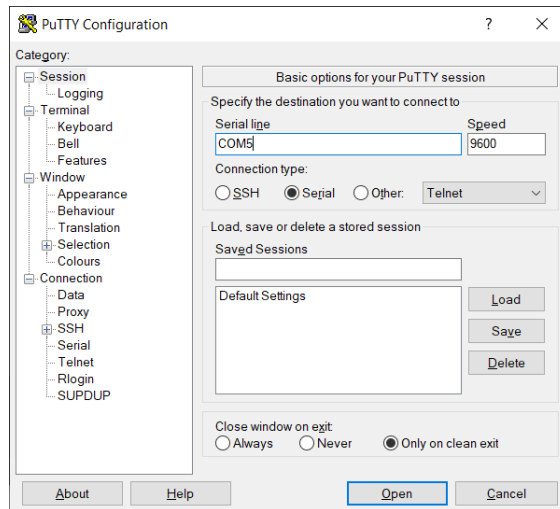 PuTTY Configuration
? X
Category:
Session
Logging
Terminal
Keyboard
Bell
Features
Window
Appearance
Behaviour
Translation
Selection
Colours
Connection
Data
Proxy
SSH
Serial
Telnet
Rlogin
SUPDUP
Basic options for your PuTTY session
Specify the destination you want to connect to
Serial line Speed
COM5 9600
Connection type:
SSH Serial Other: Telnet
Load, save or delete a stored session
Saved Sessions
Default Settings
Load
Save
Delete
Close window on exit:
Always Never Only on clean exit
About Help Open Cancel